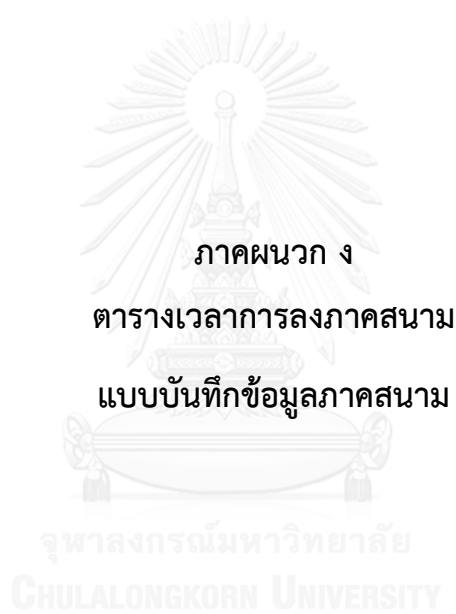 ภาคผนวก ง
ตารางเวลาการลงภาคสนาม
แบบบันทึกข้อมูลภาคสนาม
จุฬาลงกรณ์มหาวิทยาลัย
CHULALONGKORN UNIVERSITY